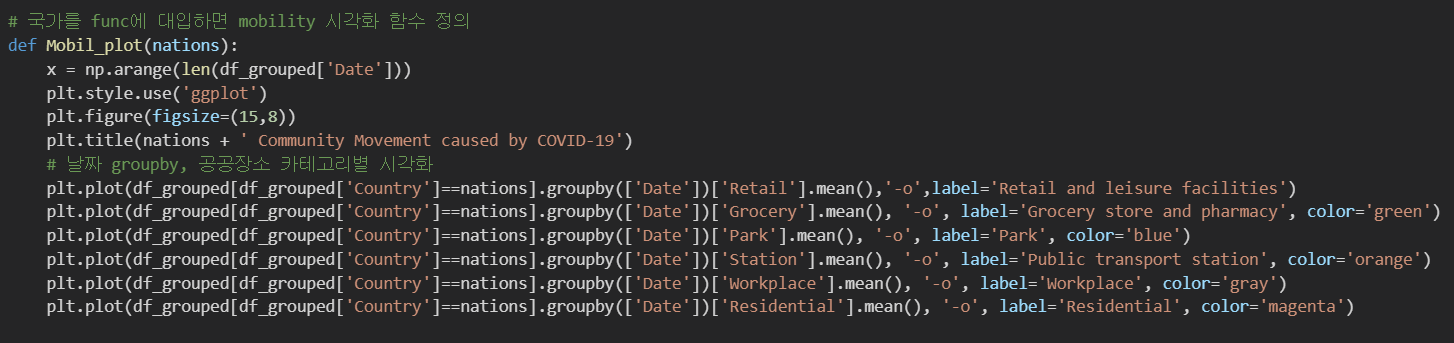 # 국가를 func에 대입하면 mobility 시각화 함수 정의
def Mobil_plot(nations):
    x = np.arange(len(df_grouped['Date']))
    plt.style.use('ggplot')
    plt.figure(figsize=(15,8))
    plt.title(nations + ' Community Movement caused by COVID-19')
    # 날짜 groupby, 공공장소 카테고리별 시각화
    plt.plot(df_grouped[df_grouped['Country']==nations].groupby(['Date'])['Retail'].mean(),'-o',label='Retail and leisure facilities')
    plt.plot(df_grouped[df_grouped['Country']==nations].groupby(['Date'])['Grocery'].mean(), '-o', label='Grocery store and pharmacy', color='green')
    plt.plot(df_grouped[df_grouped['Country']==nations].groupby(['Date'])['Park'].mean(), '-o', label='Park', color='blue')
    plt.plot(df_grouped[df_grouped['Country']==nations].groupby(['Date'])['Station'].mean(), '-o', label='Public transport station', color='orange')
    plt.plot(df_grouped[df_grouped['Country']==nations].groupby(['Date'])['Workplace'].mean(), '-o', label='Workplace', color='gray')
    plt.plot(df_grouped[df_grouped['Country']==nations].groupby(['Date'])['Residential'].mean(), '-o', label='Residential', color='magenta')